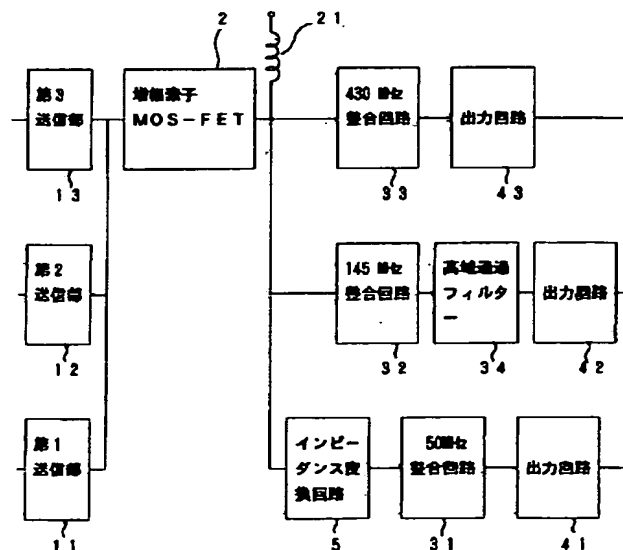 2
21
第3
送信部
13
増幅素子
MOS-FET
430 MHz
整合回路
33
出力回路
43
第2
送信部
12
145 MHz
整合回路
32
高域通過
フィルタ
ー
34
出力回路
42
第1
送信部
11
インピー
ダンス変
換回路
5
50MHz
整合回路
31
出力回路
41